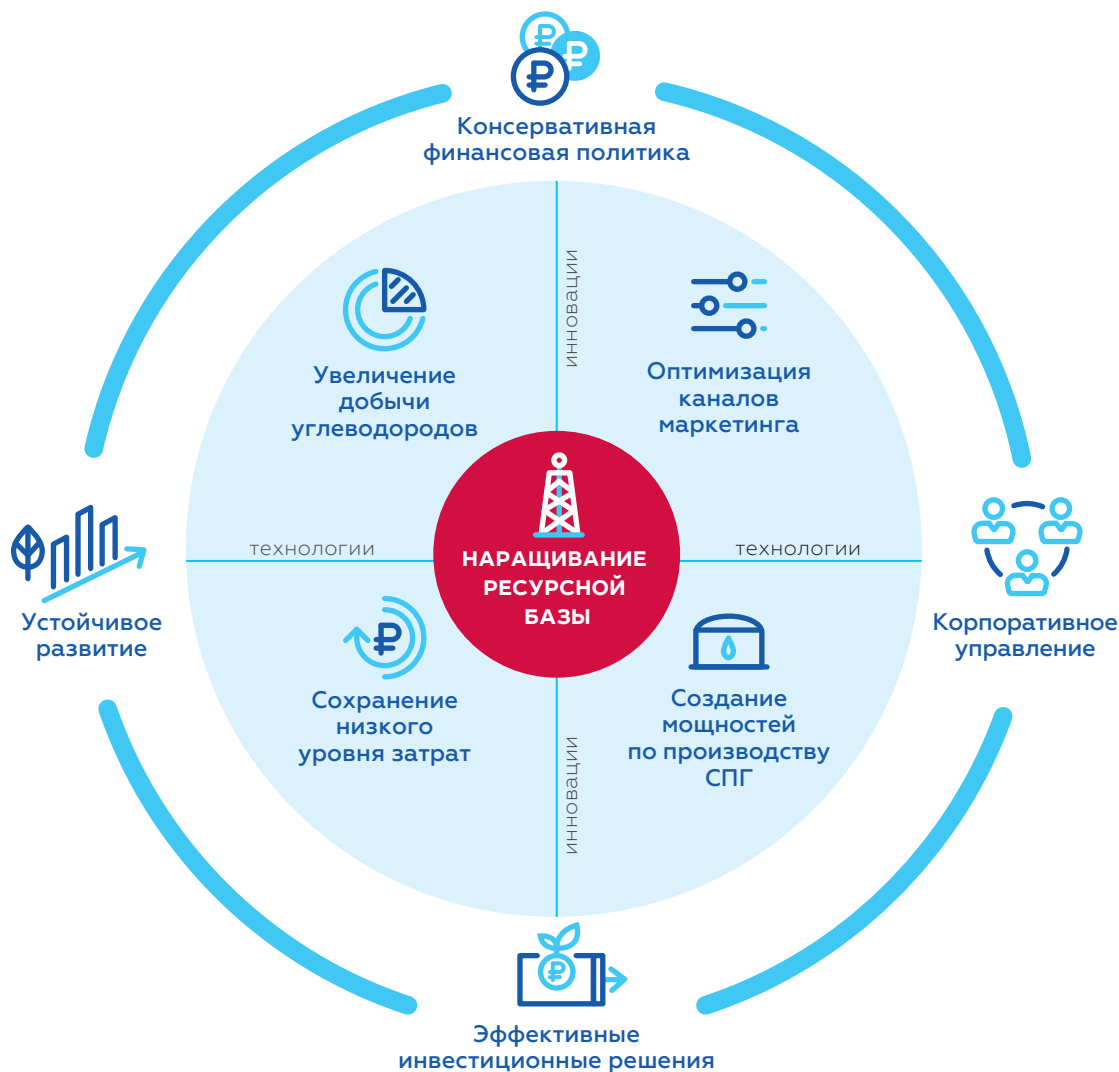 Консервативная
финансовая политика
инновации
Увеличение
добычи
углеводородов
Оптимизация
каналов
маркетинга
технологии
НАРАЩИВАНИЕ
РЕСУРСНОЙ
БАЗЫ
технологии
Устойчивое
развитие
Корпоративное
управление
Сохранение
низкого
уровня затрат
Создание
мощностей
по производству
СПГ
инновации
Эффективные
инвестиционные решения